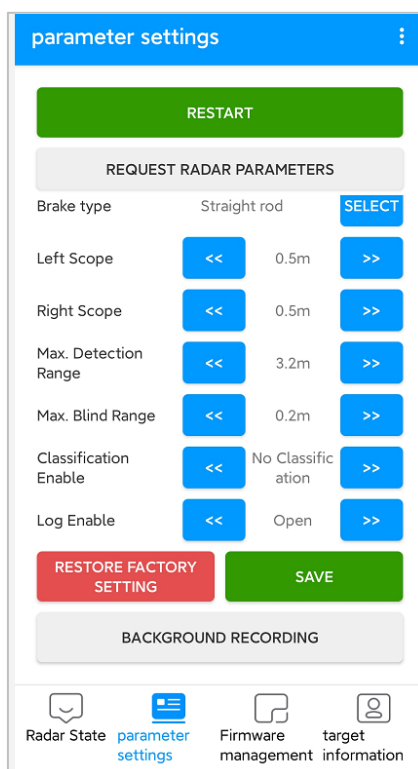 parameter settings
RESTART
REQUEST RADAR PARAMETERS
Brake type Straight rod SELECT
Left Scope << 0.5m >>
Right Scope << 0.5m >>
Max. Detection
Range << 3.2m >>
Max. Blind Range << 0.2m >>
Classification
Enable << No Classific
ation >>
Log Enable << Open >>
RESTORE FACTORY
SETTING
SAVE
BACKGROUND RECORDING
Radar State
parameter
settings
Firmware
management
target
information